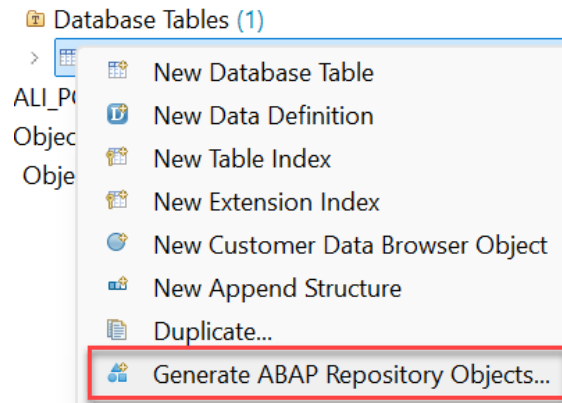 Database Tables (1)
New Database Table
New Data Definition
New Table Index
New Extension Index
New Customer Data Browser Object
New Append Structure
Duplicate...
Generate ABAP Repository Objects...